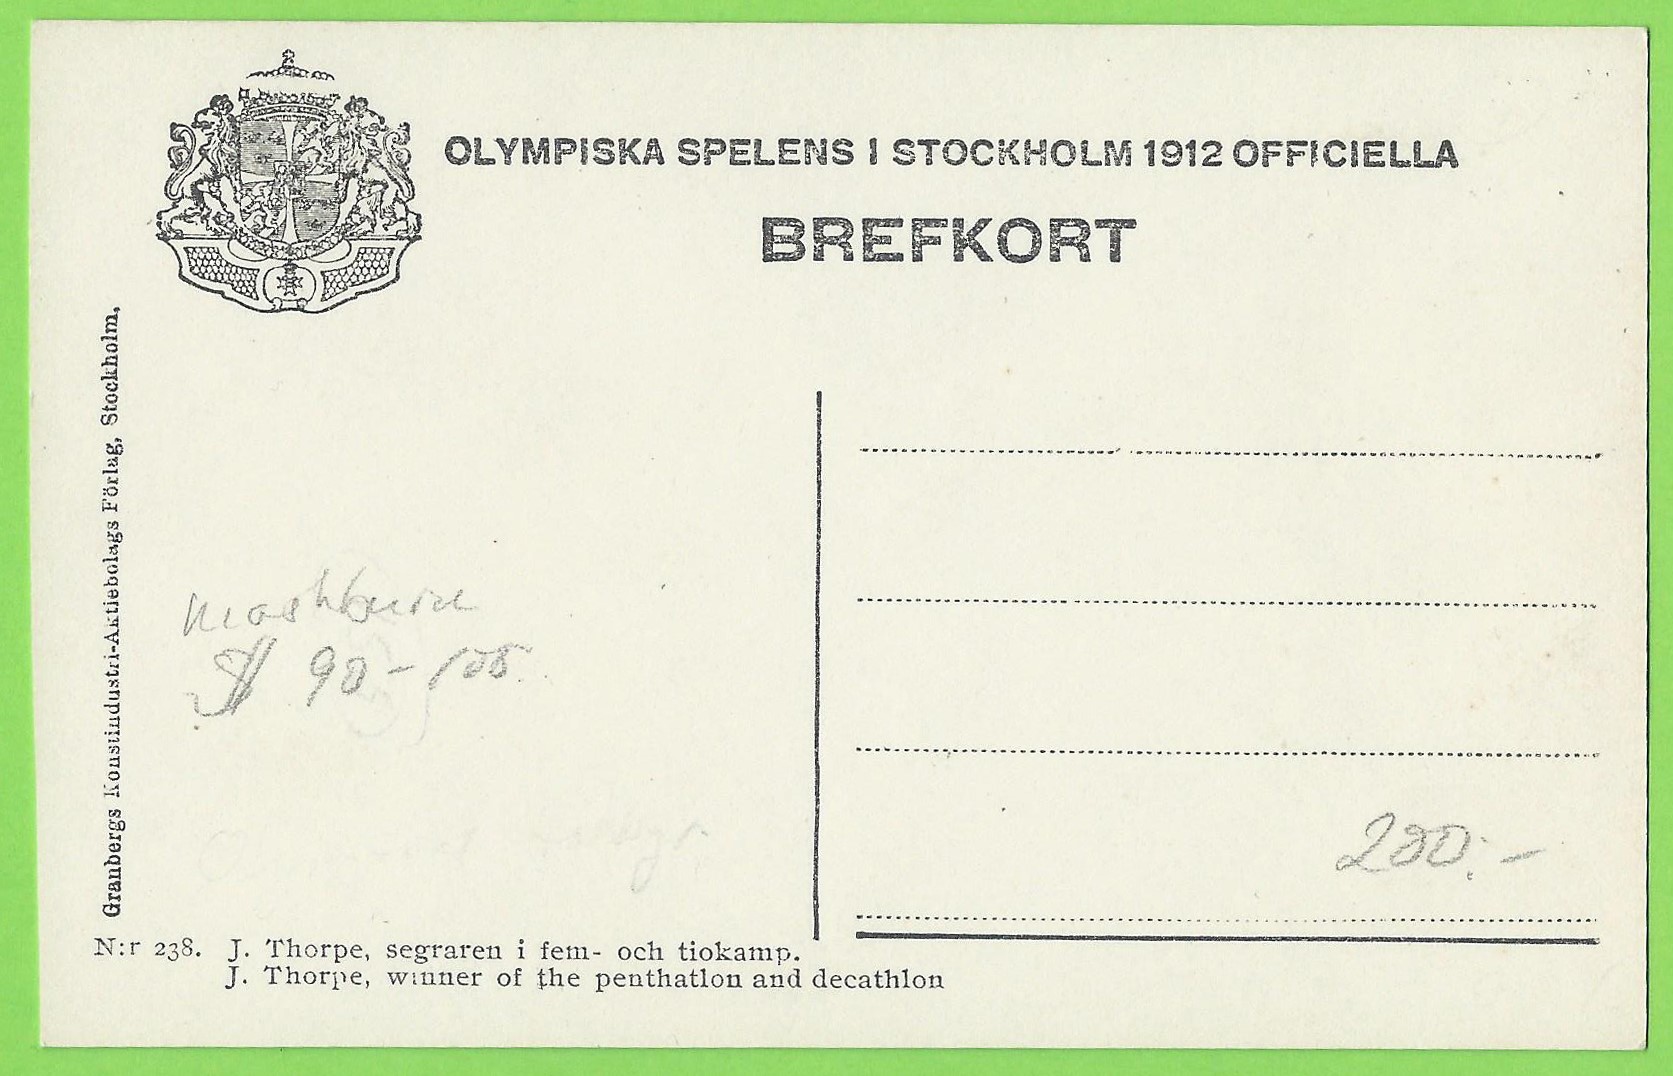 OLYMPISKA SPELENS I STOCKHOLM 1912 OFFICIELLA
BREFKORT
Granbergs Konstindustri-Aktiebolags Förlag, Stockholm,
$ 90 - 100
200.-
N:r 238. J. Thorpe, segraren i fem- och tiokamp.
J. Thorpe, winner of the penthatlon and decathlon